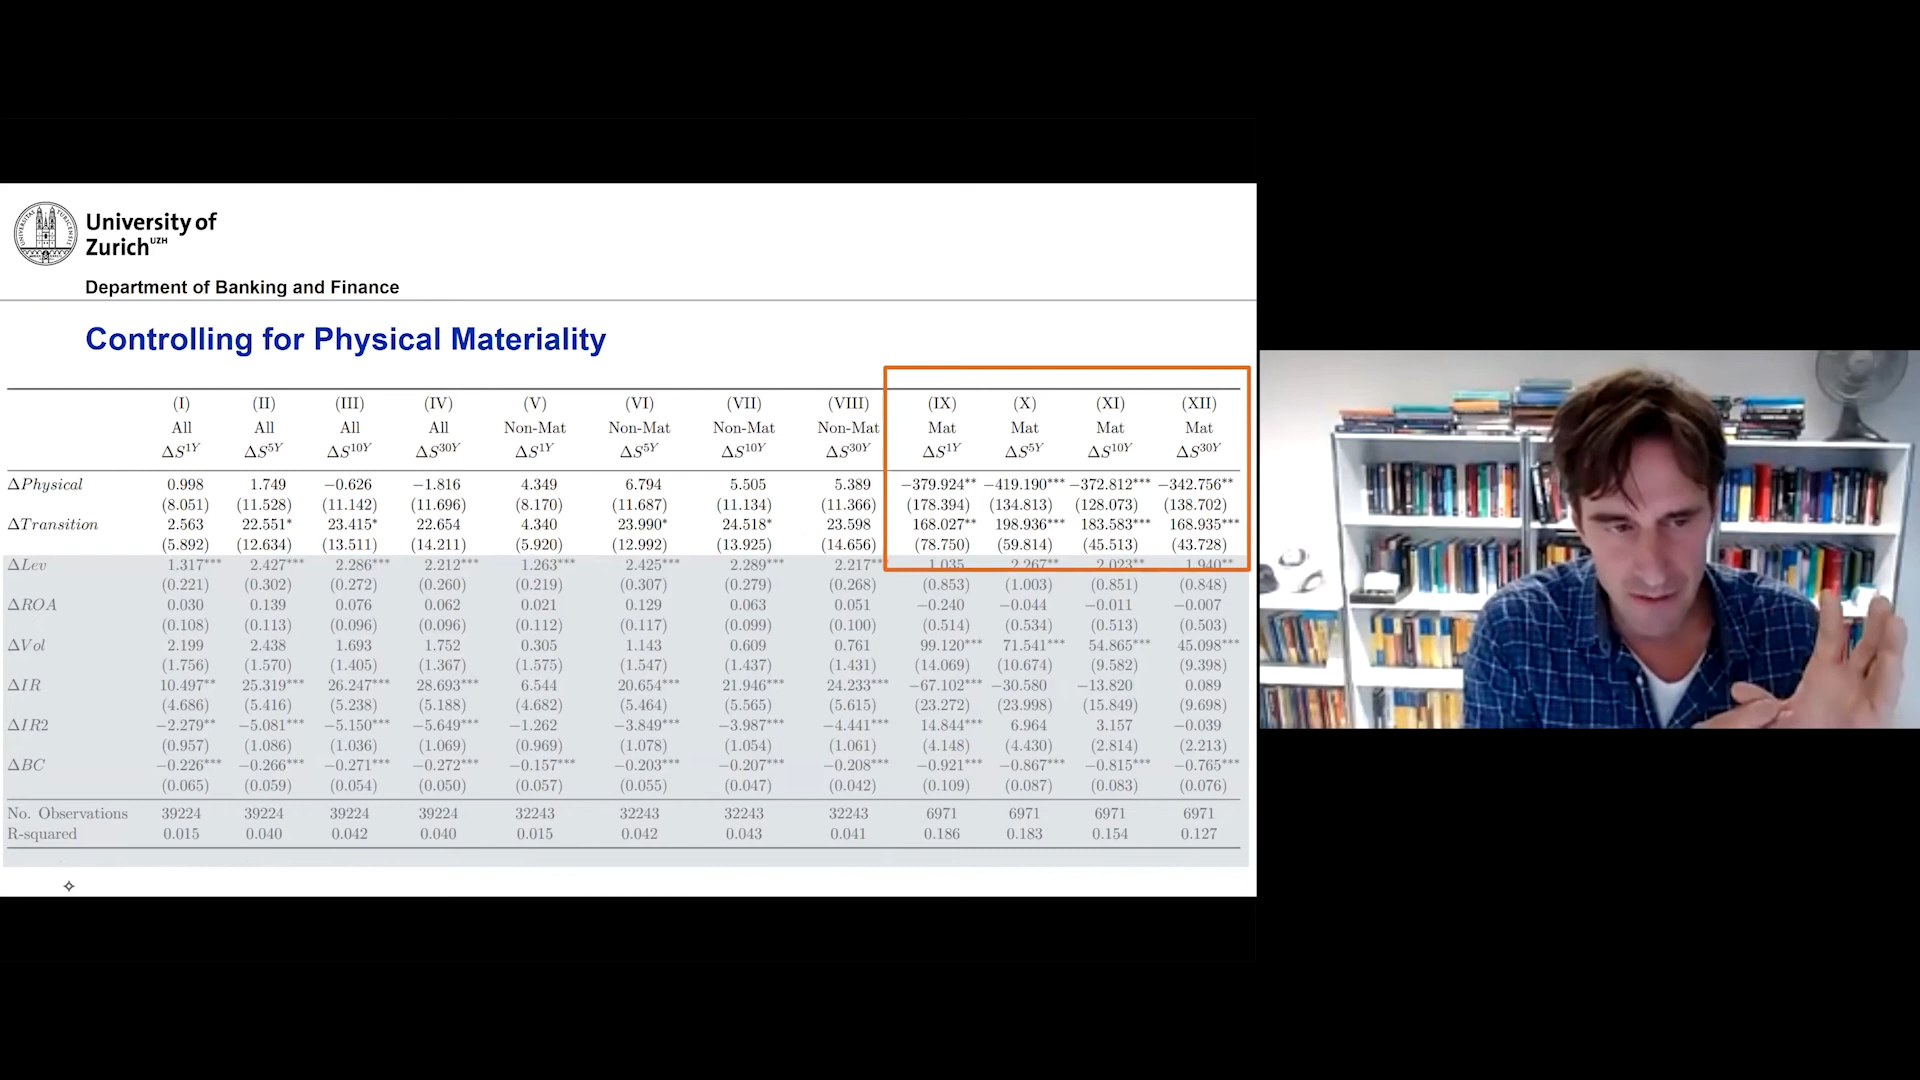 University of
Zurich UZH
Department of Banking and Finance
Controlling for Physical Materiality
(I) (II) (III) (IV) (V) (VI) (VII) (VIII) (IX) (X) (XI) (XII)
All All All All Non-Mat Non-Mat Non-Mat Non-Mat Mat Mat Mat Mat
ΔS^1Y ΔS^5Y ΔS^10Y ΔS^30Y ΔS^1Y ΔS^5Y ΔS^10Y ΔS^30Y ΔS^1Y ΔS^5Y ΔS^10Y ΔS^30Y
ΔPhysical 0.998 1.749 −0.626 −1.816 4.349 6.794 5.505 5.389 −379.924** −419.190*** −372.812*** −342.756**
(8.051) (11.528) (11.142) (11.696) (8.170) (11.687) (11.134) (11.366) (178.394) (134.813) (128.073) (138.702)
ΔTransition 2.563 22.551* 23.415* 22.654 4.340 23.990* 24.518* 23.598 168.027** 198.936*** 183.583*** 168.935***
(5.892) (12.634) (13.511) (14.211) (5.920) (12.992) (13.925) (14.656) (78.750) (59.814) (45.513) (43.728)
ΔLev 1.317*** 2.427*** 2.286*** 2.212*** 1.263*** 2.425*** 2.289*** 2.217*** 1.035 2.267** 2.023** 1.940**
(0.221) (0.302) (0.272) (0.260) (0.219) (0.307) (0.279) (0.268) (0.853) (1.003) (0.851) (0.848)
ΔROA 0.030 0.139 0.076 0.062 0.021 0.129 0.063 0.051 −0.240 −0.044 −0.011 −0.007
(0.108) (0.113) (0.096) (0.096) (0.112) (0.117) (0.099) (0.100) (0.514) (0.534) (0.513) (0.503)
ΔVol 2.199 2.438 1.693 1.752 0.305 1.143 0.609 0.761 99.120*** 71.541*** 54.865*** 45.098***
(1.756) (1.570) (1.405) (1.367) (1.575) (1.547) (1.437) (1.431) (14.069) (10.674) (9.582) (9.398)
ΔIR 10.497** 25.319*** 26.247*** 28.693*** 6.544 20.654*** 21.946*** 24.233*** −67.102*** −30.580 −13.820 0.089
(4.686) (5.416) (5.238) (5.188) (4.682) (5.464) (5.565) (5.615) (23.272) (23.998) (15.849) (9.698)
ΔIR2 −2.279** −5.081*** −5.150*** −5.649*** −1.262 −3.849*** −3.987*** −4.441*** 14.844*** 6.964 3.157 −0.039
(0.957) (1.086) (1.036) (1.069) (0.969) (1.078) (1.054) (1.061) (4.148) (4.430) (2.814) (2.213)
ΔBC −0.226*** −0.266*** −0.271*** −0.272*** −0.157*** −0.203*** −0.207*** −0.208*** −0.921*** −0.867*** −0.815*** −0.765***
(0.065) (0.059) (0.054) (0.050) (0.057) (0.055) (0.047) (0.042) (0.109) (0.087) (0.083) (0.076)
No. Observations 39224 39224 39224 39224 32243 32243 32243 32243 6971 6971 6971 6971
R-squared 0.015 0.040 0.042 0.040 0.015 0.042 0.043 0.041 0.186 0.183 0.154 0.127